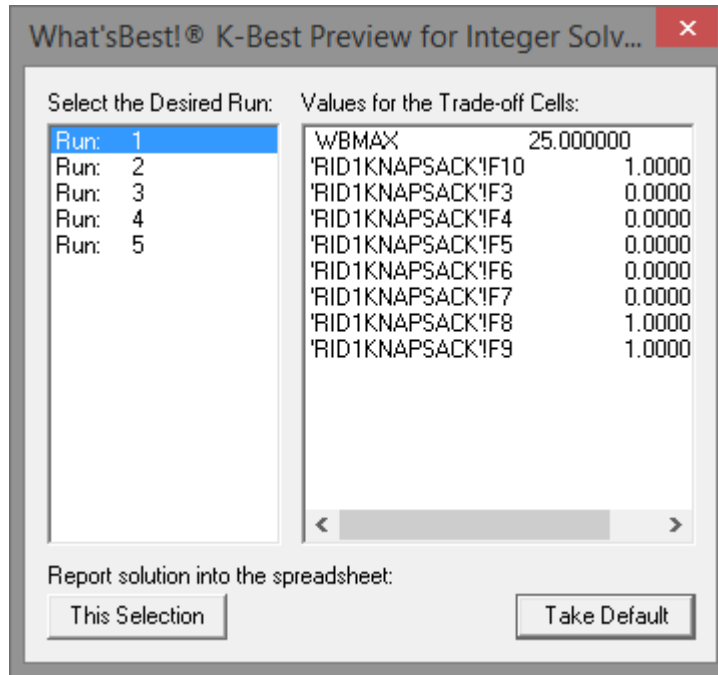 What'sBest!® K-Best Preview for Integer Solv...
Select the Desired Run:
Run: 1
Run: 2
Run: 3
Run: 4
Run: 5
Values for the Trade-off Cells:
WBMAX 25.000000
'RID1KNAPSACK'!F10 1.0000
'RID1KNAPSACK'!F3 0.0000
'RID1KNAPSACK'!F4 0.0000
'RID1KNAPSACK'!F5 0.0000
'RID1KNAPSACK'!F6 0.0000
'RID1KNAPSACK'!F7 0.0000
'RID1KNAPSACK'!F8 1.0000
'RID1KNAPSACK'!F9 1.0000
Report solution into the spreadsheet:
This Selection
Take Default